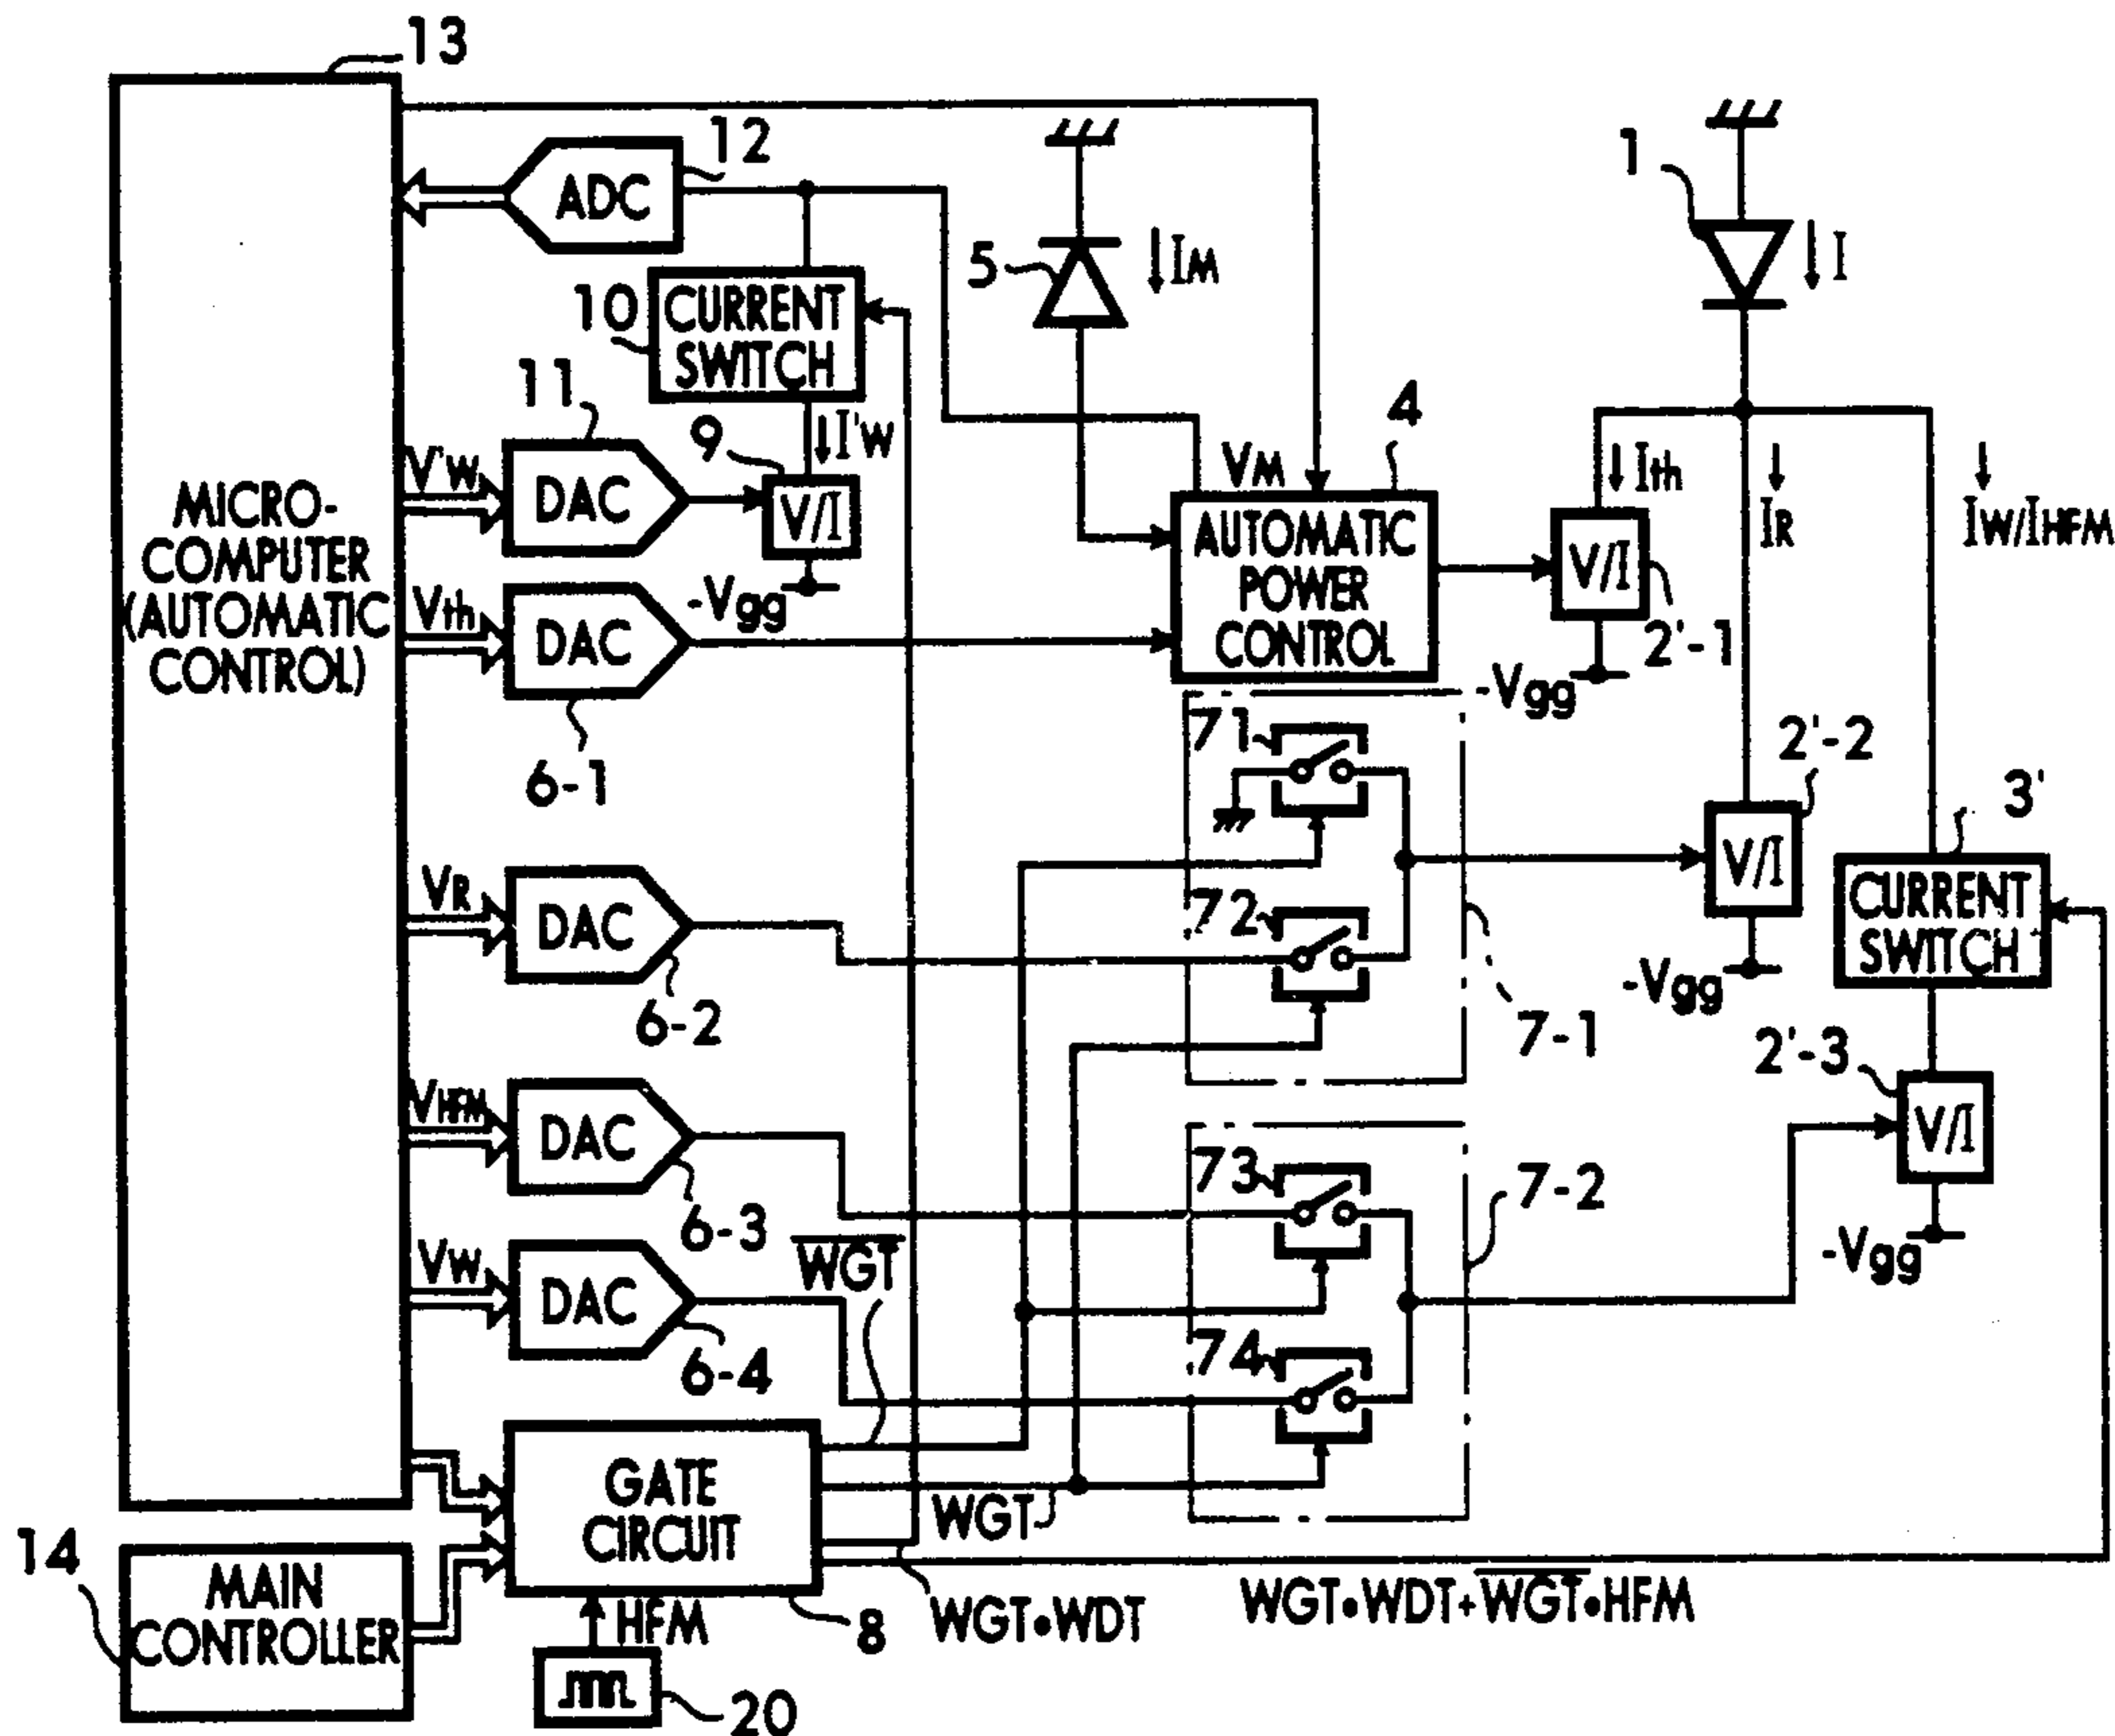 13
12
ADC
1
I
5
IM
10
CURRENT
SWITCH
11
9
I'W
4
V'W
DAC
V/I
VM
Ith
IR
IW/IHFM
MICRO-
COMPUTER
(AUTOMATIC
CONTROL)
AUTOMATIC
POWER
CONTROL
V/I
2'-1
Vth
DAC
-Vgg
-Vgg
6-1
71
2'-2
3'
VR
DAC
72
V/I
CURRENT
SWITCH
6-2
-Vgg
7-1
2'-3
VHFM
DAC
V/I
73
7-2
6-3
-Vgg
VW
DAC
W̅G̅T̅
6-4
74
GATE
CIRCUIT
WGT
14
MAIN
CONTROLLER
HFM
8
WGT•WDT
WGT•WDT+W̅G̅T̅•HFM
20